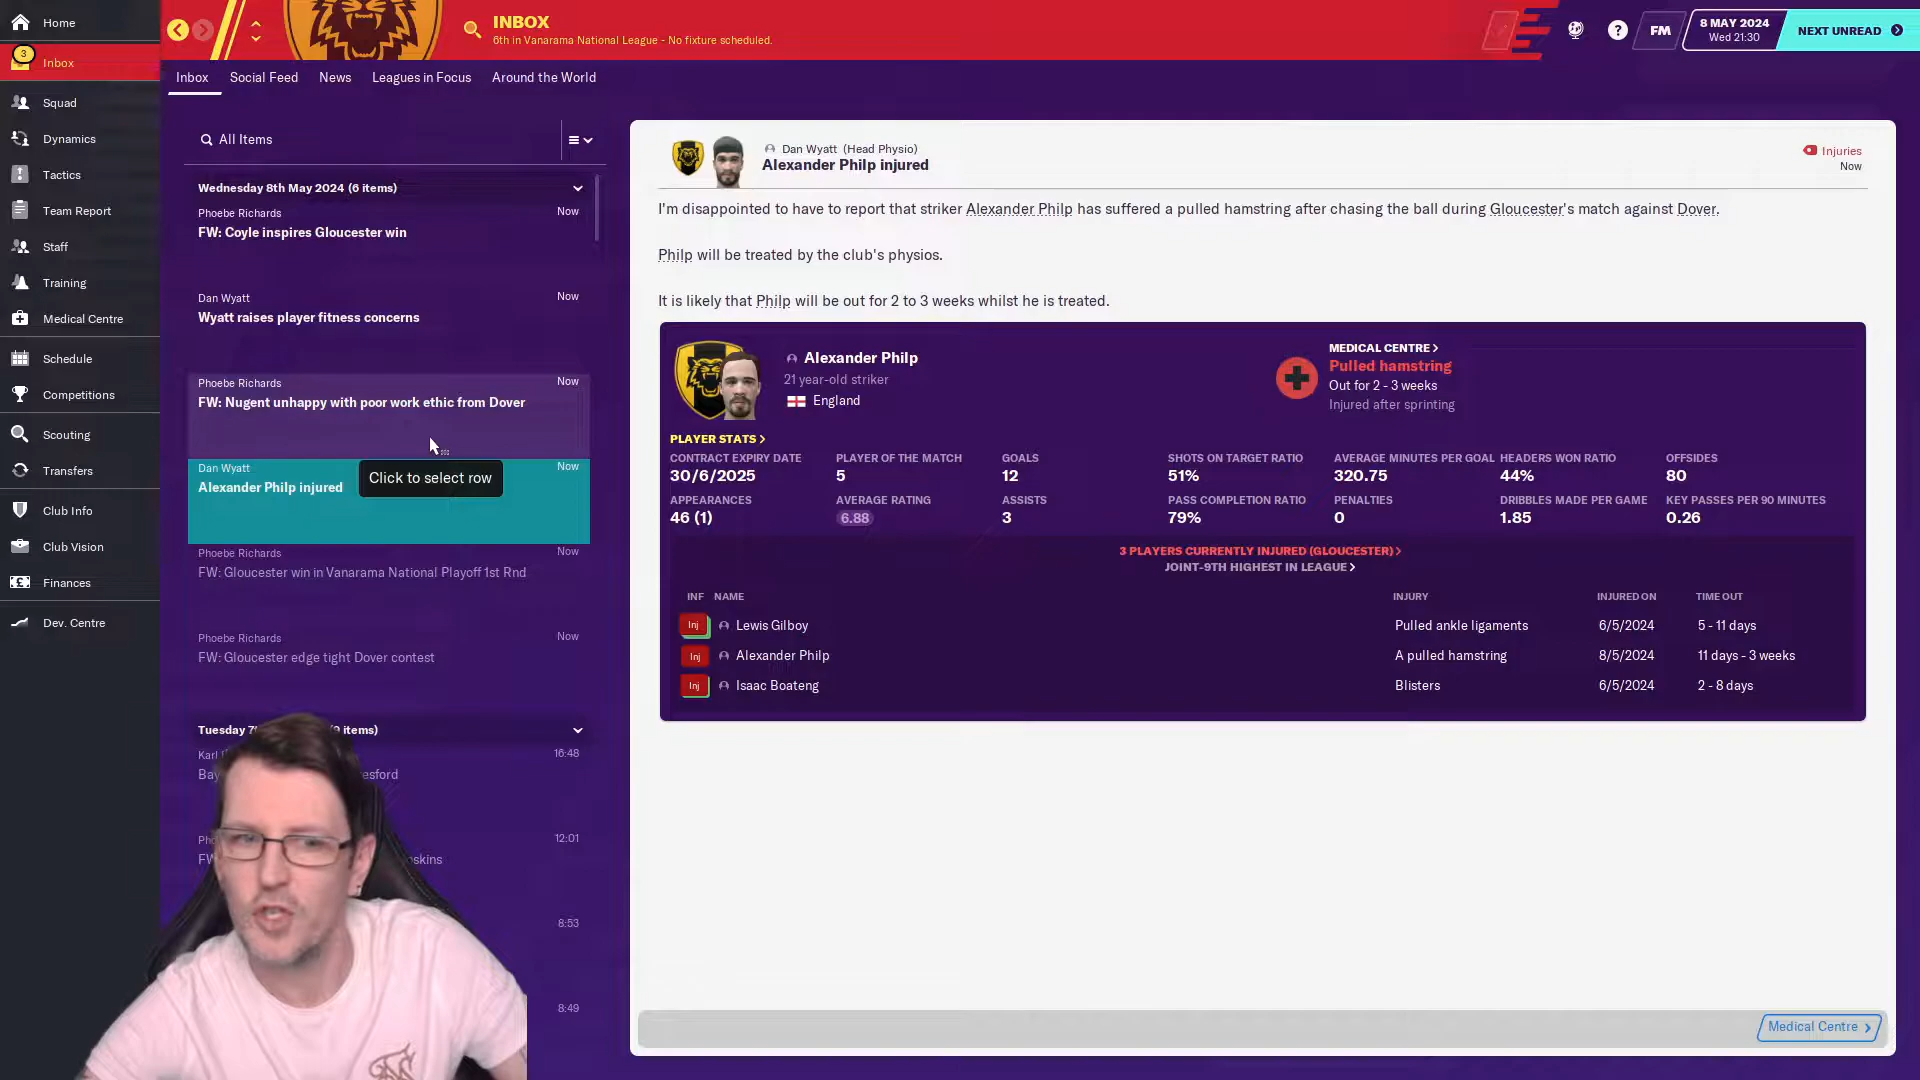 Home
3
Inbox
Squad
Dynamics
Tactics
Team Report
Staff
Training
Medical Centre
Schedule
Competitions
Scouting
Transfers
Club Info
Club Vision
Finances
Dev. Centre
INBOX
6th in Vanarama National League - No fixture scheduled.
?
FM
8 MAY 2024
Wed 21:30
NEXT UNREAD
Inbox
Social Feed
News
Leagues in Focus
Around the World
All Items
Wednesday 8th May 2024 (6 items)
Phoebe Richards
Now
FW: Coyle inspires Gloucester win
Dan Wyatt
Now
Wyatt raises player fitness concerns
Phoebe Richards
Now
FW: Nugent unhappy with poor work ethic from Dover
Dan Wyatt
Now
Alexander Philp injured
Click to select row
Phoebe Richards
Now
FW: Gloucester win in Vanarama National Playoff 1st Rnd
Phoebe Richards
Now
FW: Gloucester edge tight Dover contest
Tuesday 7 items)
Karl
16:48
Bay esford
Pho
12:01
FW skins
8:53
8:49
Dan Wyatt (Head Physio)
Alexander Philp injured
Injuries
Now
I'm disappointed to have to report that striker Alexander Philp has suffered a pulled hamstring after chasing the ball during Gloucester's match against Dover.
Philp will be treated by the club's physios.
It is likely that Philp will be out for 2 to 3 weeks whilst he is treated.
Alexander Philp
21 year-old striker
England
MEDICAL CENTRE >
Pulled hamstring
Out for 2 - 3 weeks
Injured after sprinting
PLAYER STATS >
CONTRACT EXPIRY DATE PLAYER OF THE MATCH GOALS SHOTS ON TARGET RATIO AVERAGE MINUTES PER GOAL HEADERS WON RATIO OFFSIDES
30/6/2025 5 12 51% 320.75 44% 80
APPEARANCES AVERAGE RATING ASSISTS PASS COMPLETION RATIO PENALTIES DRIBBLES MADE PER GAME KEY PASSES PER 90 MINUTES
46 (1) 6.88 3 79% 0 1.85 0.26
3 PLAYERS CURRENTLY INJURED (GLOUCESTER) >
JOINT-9TH HIGHEST IN LEAGUE >
INF NAME INJURY INJURED ON TIME OUT
Inj Lewis Gilboy Pulled ankle ligaments 6/5/2024 5 - 11 days
Inj Alexander Philp A pulled hamstring 8/5/2024 11 days - 3 weeks
Inj Isaac Boateng Blisters 6/5/2024 2 - 8 days
Medical Centre >